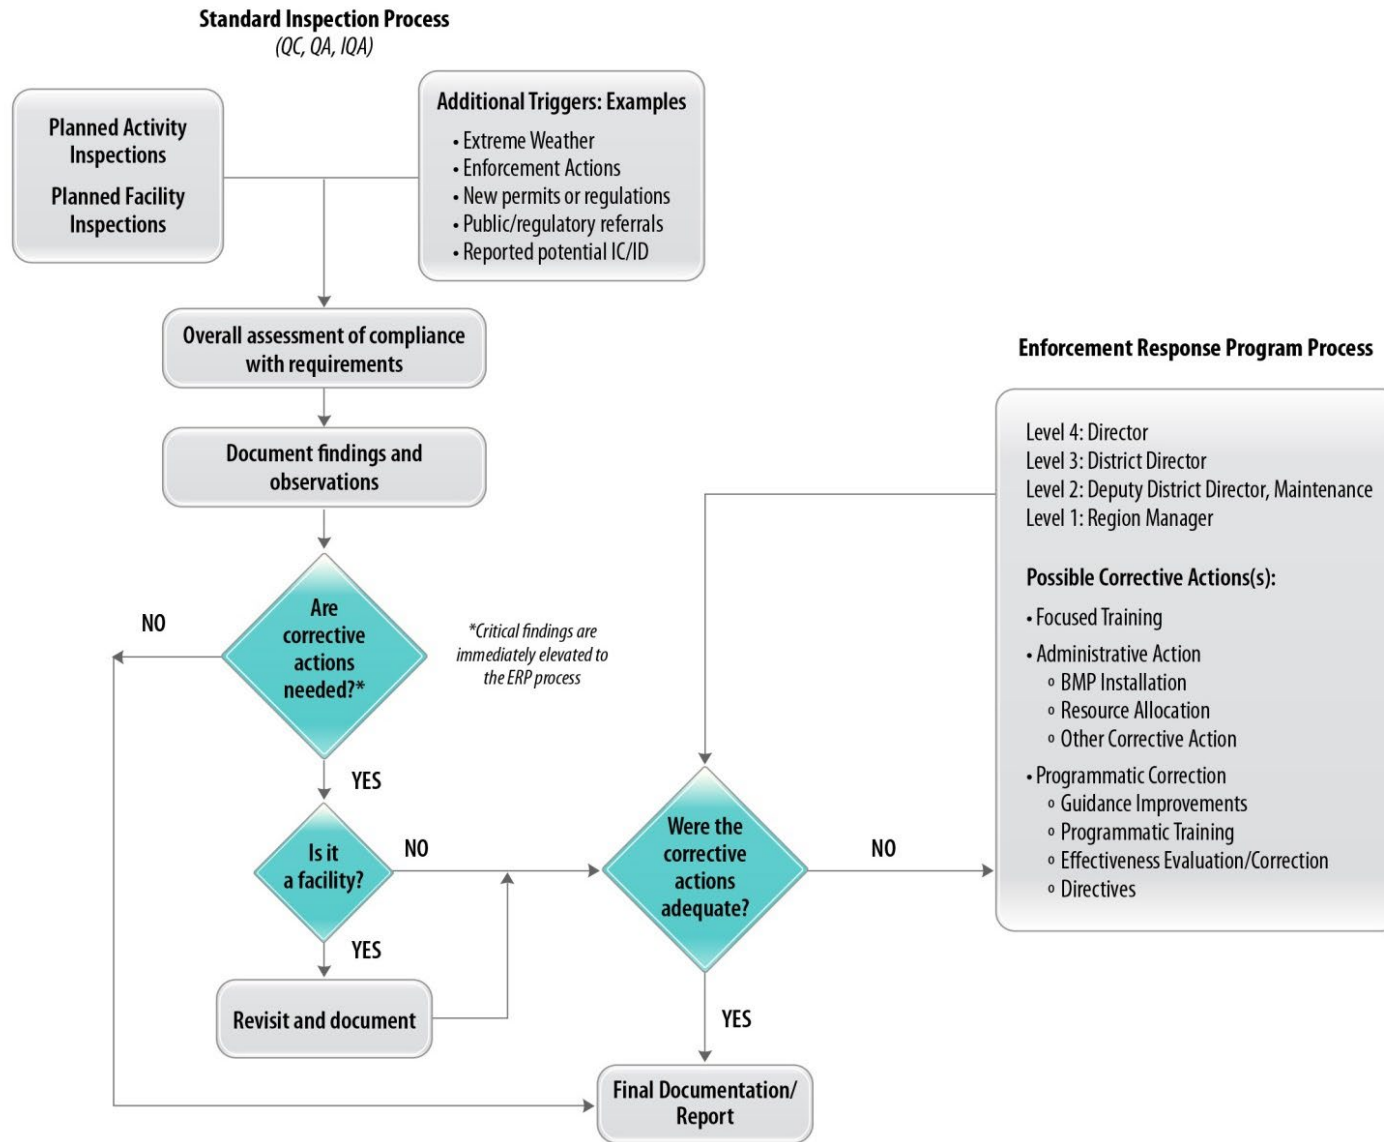 Standard Inspection Process
(QC, QA, IQA)
Planned Activity
Inspections
Planned Facility
Inspections
Additional Triggers: Examples
• Extreme Weather
• Enforcement Actions
• New permits or regulations
• Public/regulatory referrals
• Reported potential IC/ID
Overall assessment of compliance
with requirements
Document findings and
observations
Are
corrective
actions
needed?*
NO
YES
*Critical findings are
immediately elevated to
the ERP process
Is it
a facility?
NO
YES
Revisit and document
Were the
corrective
actions
adequate?
NO
YES
Final Documentation/
Report
Enforcement Response Program Process
Level 4: Director
Level 3: District Director
Level 2: Deputy District Director, Maintenance
Level 1: Region Manager
Possible Corrective Actions(s):
• Focused Training
• Administrative Action
o BMP Installation
o Resource Allocation
o Other Corrective Action
• Programmatic Correction
o Guidance Improvements
o Programmatic Training
o Effectiveness Evaluation/Correction
o Directives